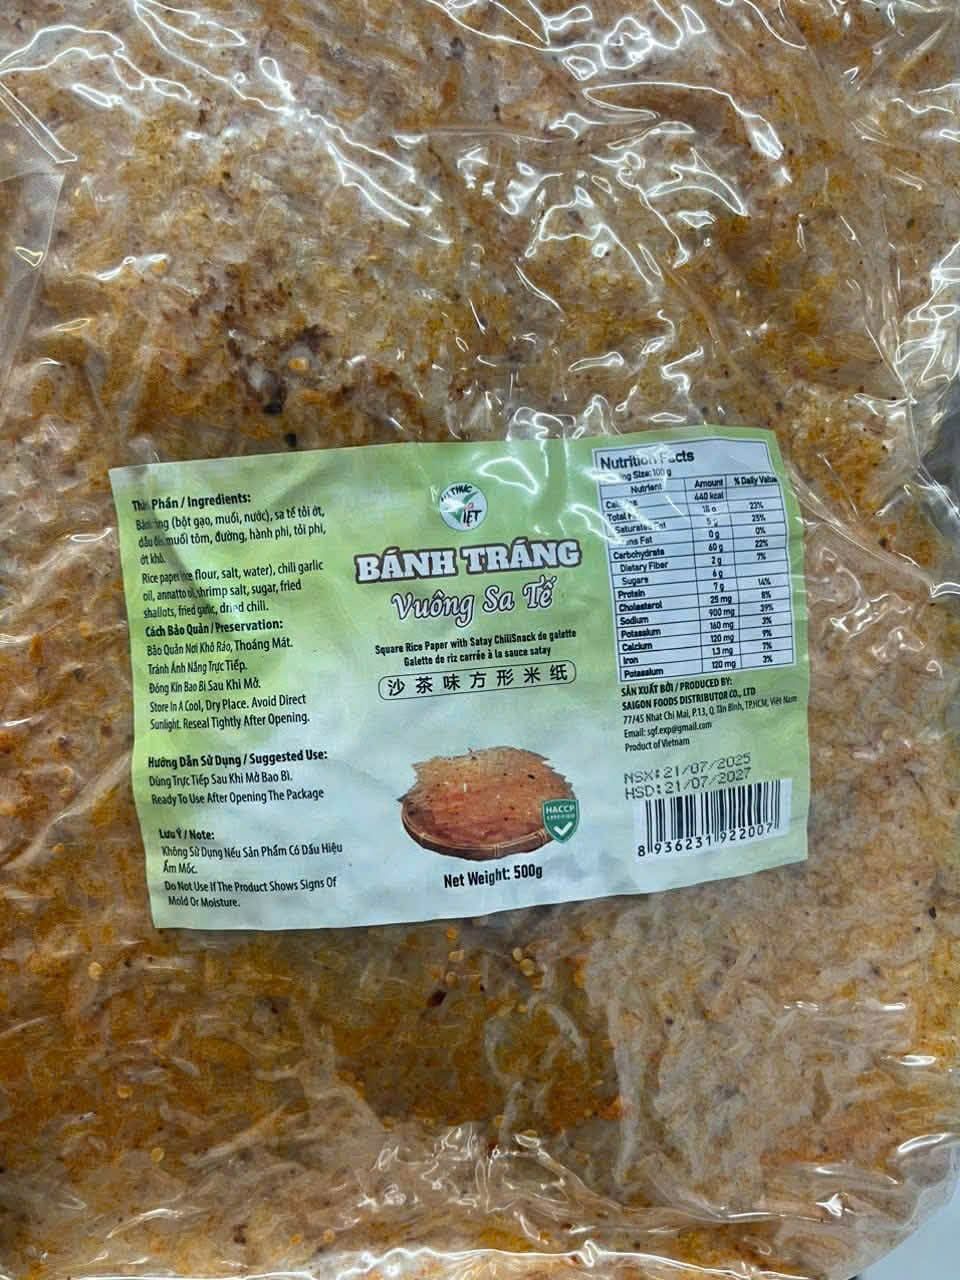 Phần / Ingredients:
(bột gạo, muối, nước), sa tế tỏi ớt,
dầu muối tôm, đường, hành phi, tỏi phi,
ớt khô.
Rice paper flour, salt, water), chili garlic
oil, annatto shrimp salt, sugar, fried
shallots, fried garlic, dried chili.
Cách Bảo Quản / Preservation:
Bảo Quản Nơi Khô Ráo, Thoáng Mát.
Tránh Ánh Nắng Trực Tiếp.
Đóng Kín Bao Bì Sau Khi Mở.
Store In A Cool, Dry Place. Avoid Direct
Sunlight. Reseal Tightly After Opening.
Hướng Dẫn Sử Dụng / Suggested Use:
Dùng Trực Tiếp Sau Khi Mở Bao Bì.
Ready To Use After Opening The Package
Lưu Ý / Note:
Không Sử Dụng Nếu Sản Phẩm Có Dấu Hiệu
Ẩm Mốc.
Do Not Use If The Product Shows Signs Of
Mold Or Moisture.
THỨC
VIỆT
BÁNH TRÁNG
Vuông Sa Tế
Square Rice Paper with Satay ChiliSnack de galette
Galette de riz carrée à la sauce satay
沙茶味方形米纸
HACCP
CERTIFIED
Net Weight: 500g
Nutrition Facts
Size: 100 g
Nutrient Amount % Daily Value
440 kcal
Total 18 g 23%
Saturated Fat 5 25%
Fat 0 g 0%
Carbohydrate 60 g 22%
Dietary Fiber 2 g 7%
Sugars 6 g
Protein 7 g 14%
Cholesterol 25 mg 8%
Sodium 900 mg 39%
Potassium 160 mg 3%
Calcium 120 mg 9%
Iron 1.3 mg 7%
Potassium 120 mg 3%
SẢN XUẤT BỞI / PRODUCED BY:
SAIGON FOODS DISTRIBUTOR CO., LTD
77/45 Nhat Chi Mai, P.13, Q. Tân Bình, TP.HCM, Việt Nam
Email: sgf.exp@gmail.com
Product of Vietnam
NSX: 21/07/2025
HSD: 21/07/2027
8 936231 922007